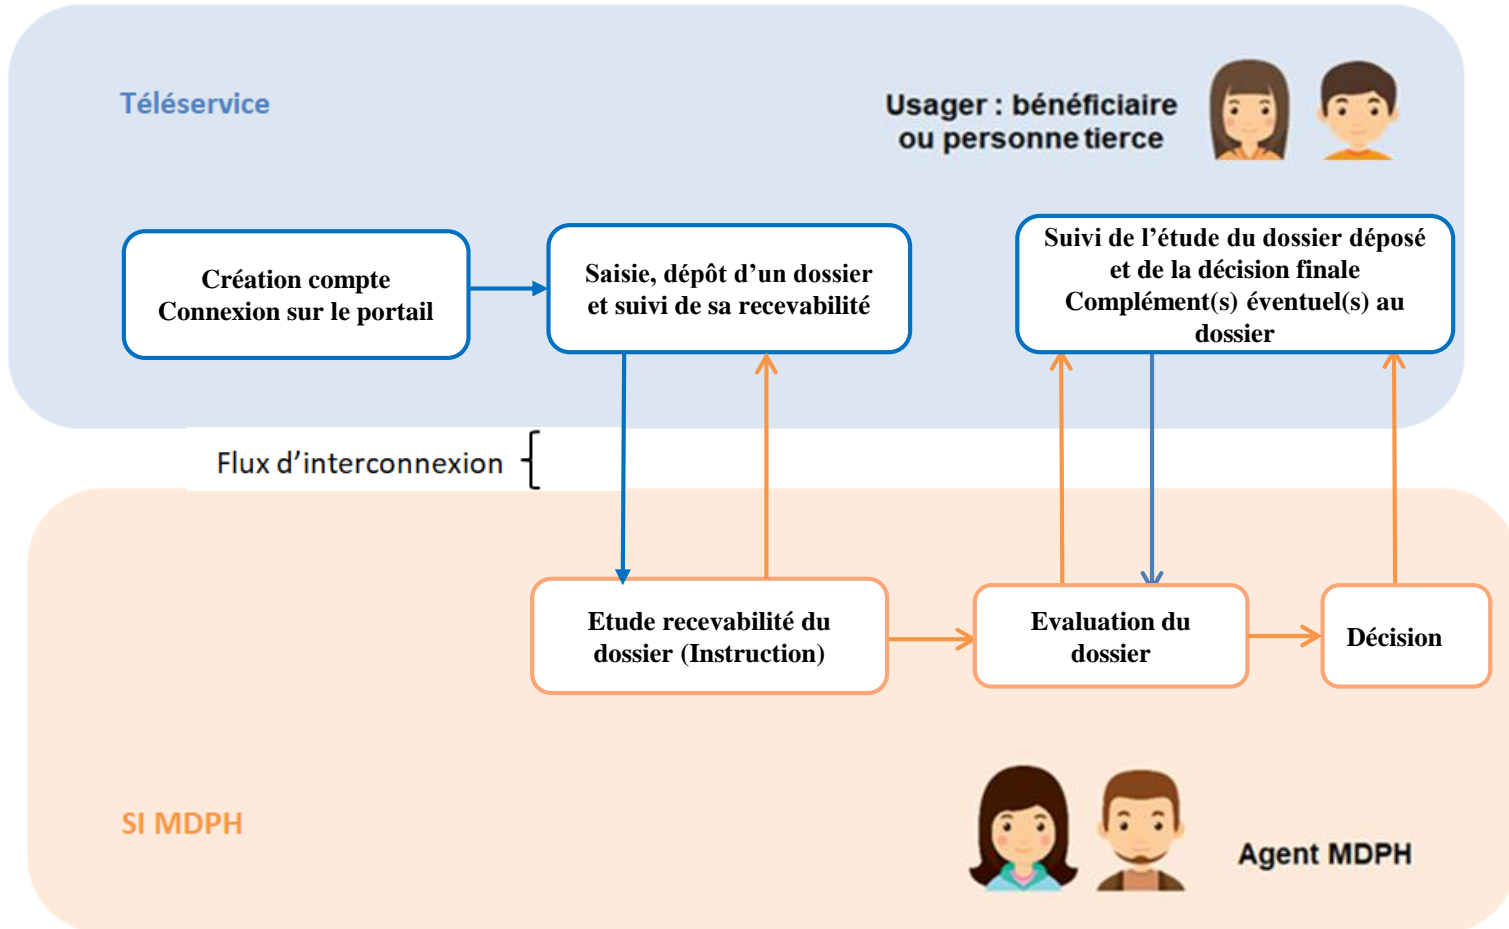 Téléservice
Usager : bénéficiaire
ou personne tierce
Création compte
Connexion sur le portail
Saisie, dépôt d’un dossier
et suivi de sa recevabilité
Suivi de l’étude du dossier déposé
et de la décision finale
Complément(s) éventuel(s) au
dossier
Flux d’interconnexion
Etude recevabilité du
dossier (Instruction)
Evaluation du
dossier
Décision
SI MDPH
Agent MDPH